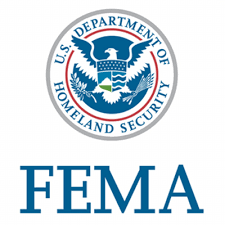 U.S. DEPARTMENT OF
HOMELAND SECURITY
FEMA